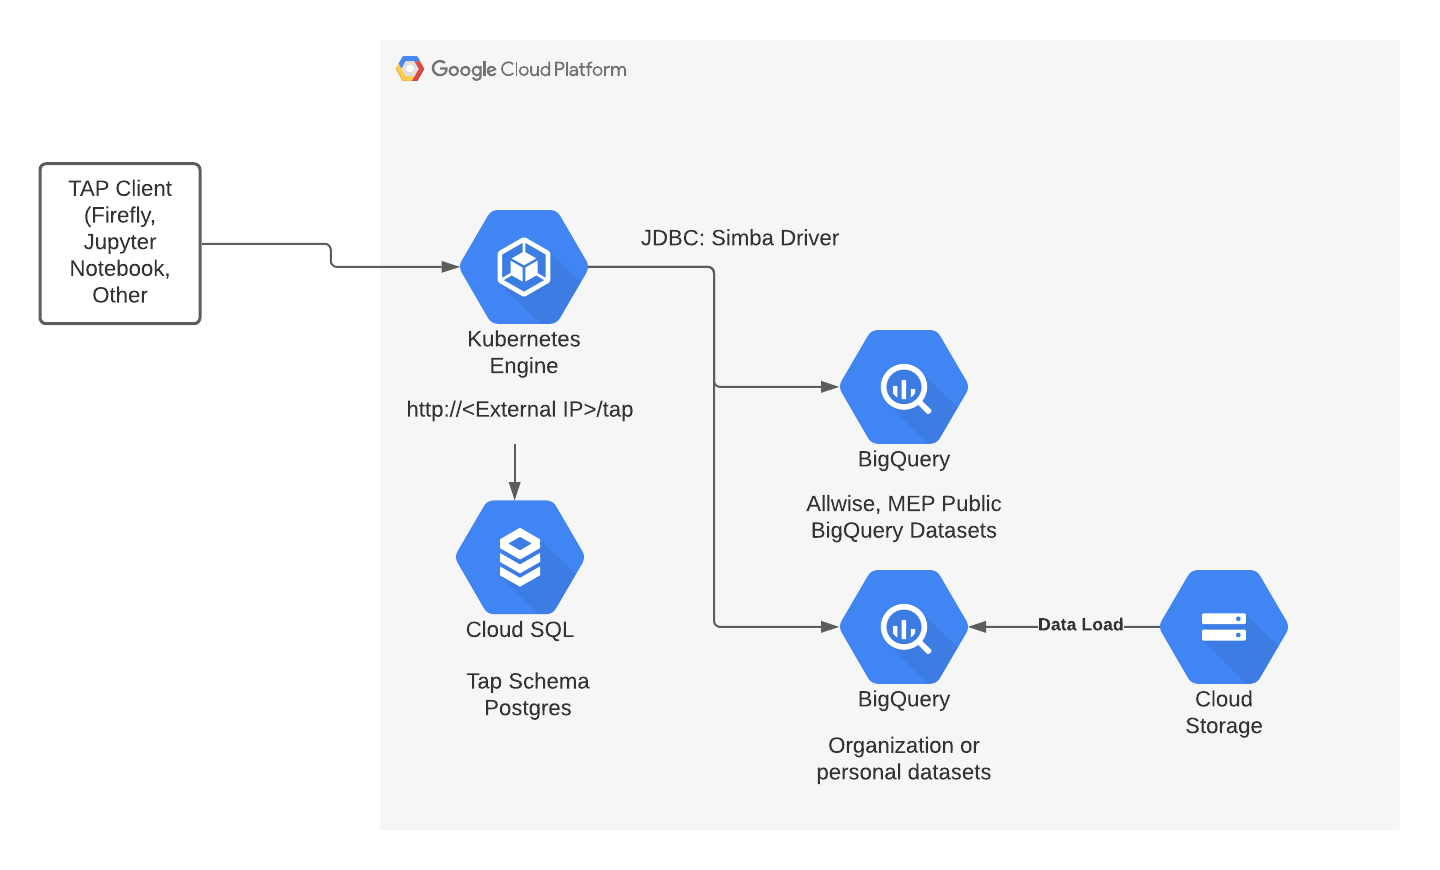 Google Cloud Platform
TAP Client
(Firefly,
Jupyter
Notebook,
Other
JDBC: Simba Driver
Kubernetes
Engine
http://<External IP>/tap
BigQuery
Allwise, MEP Public
BigQuery Datasets
Cloud SQL
Tap Schema
Postgres
Data Load
BigQuery
Organization or
personal datasets
Cloud
Storage